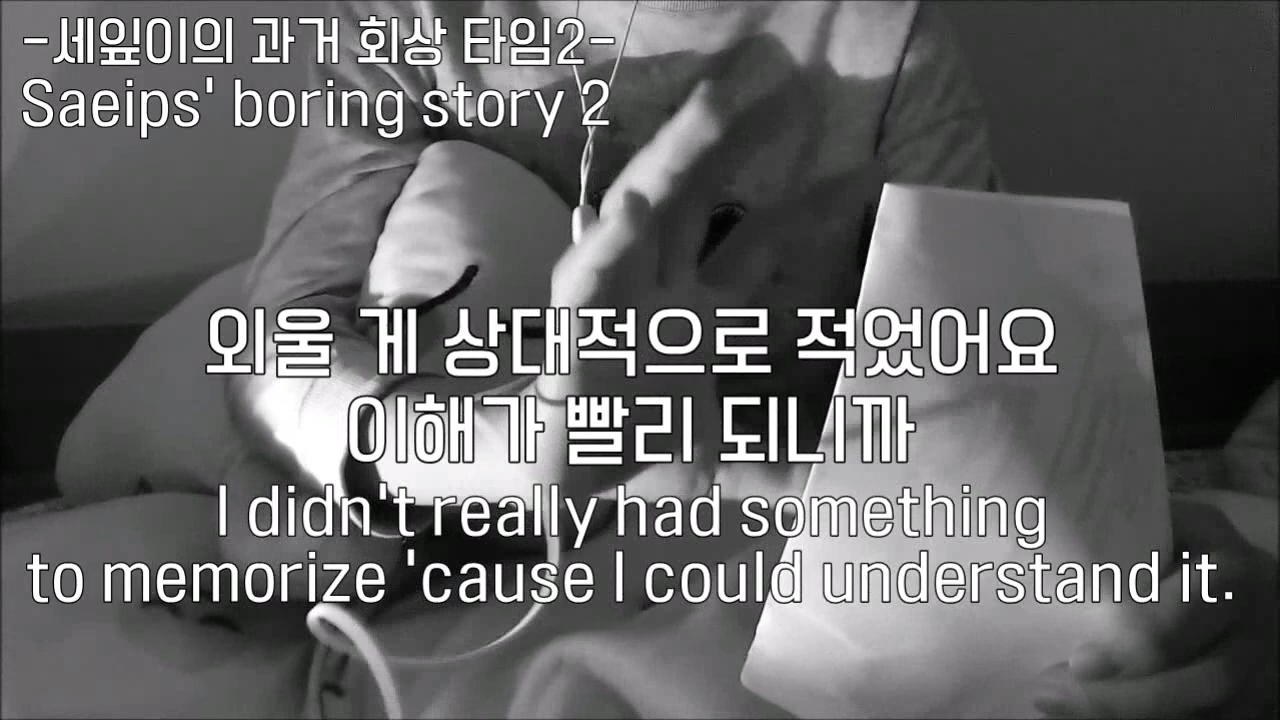 -세잎이의 과거 회상 타임2-
Saeips' boring story 2
외울 게 상대적으로 적었어요
이해가 빨리 되니까
I didn't really had something
to memorize 'cause I could understand it.